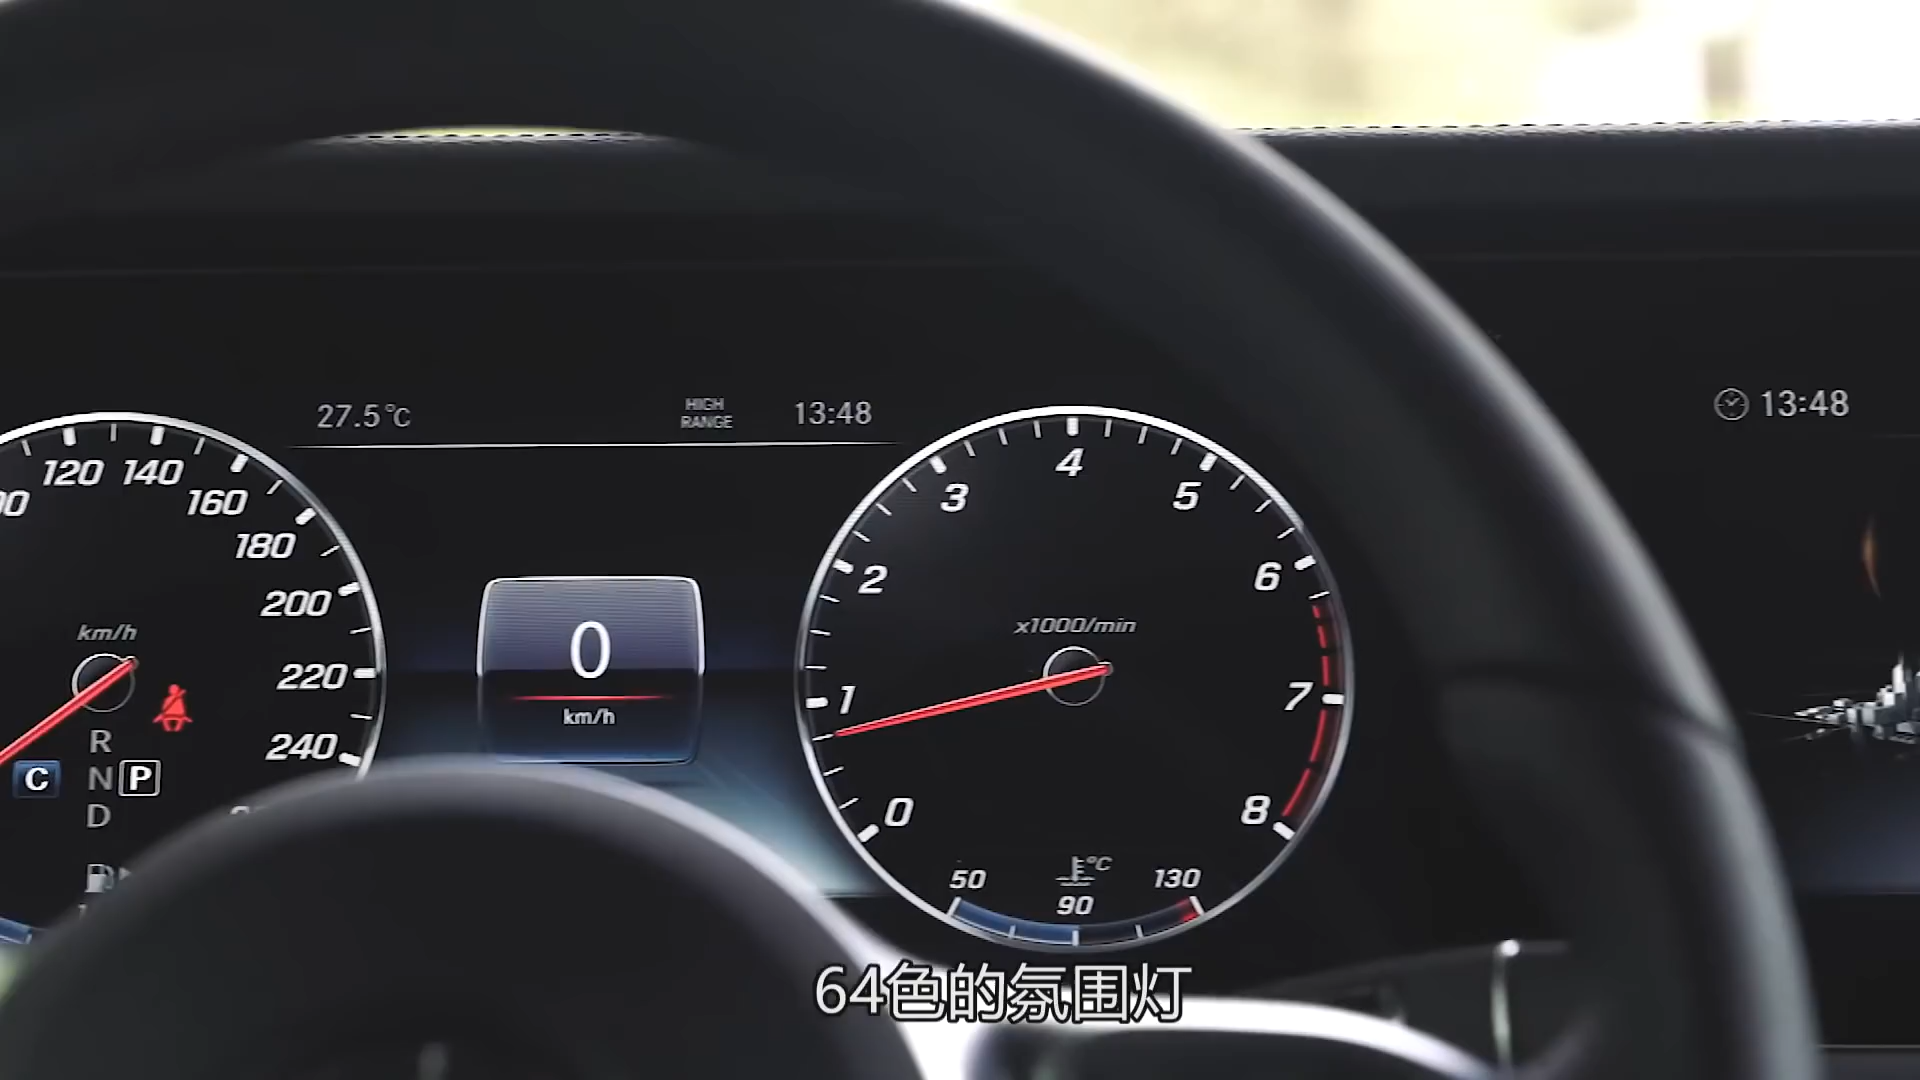 27.5°C
HIGH
RANGE
13:48
13:48
120
140
160
180
200
220
240
km/h
R
N
D
C
P
0
km/h
0
1
2
3
4
5
6
7
8
x1000/min
°C
50
90
130
64色的氛围灯